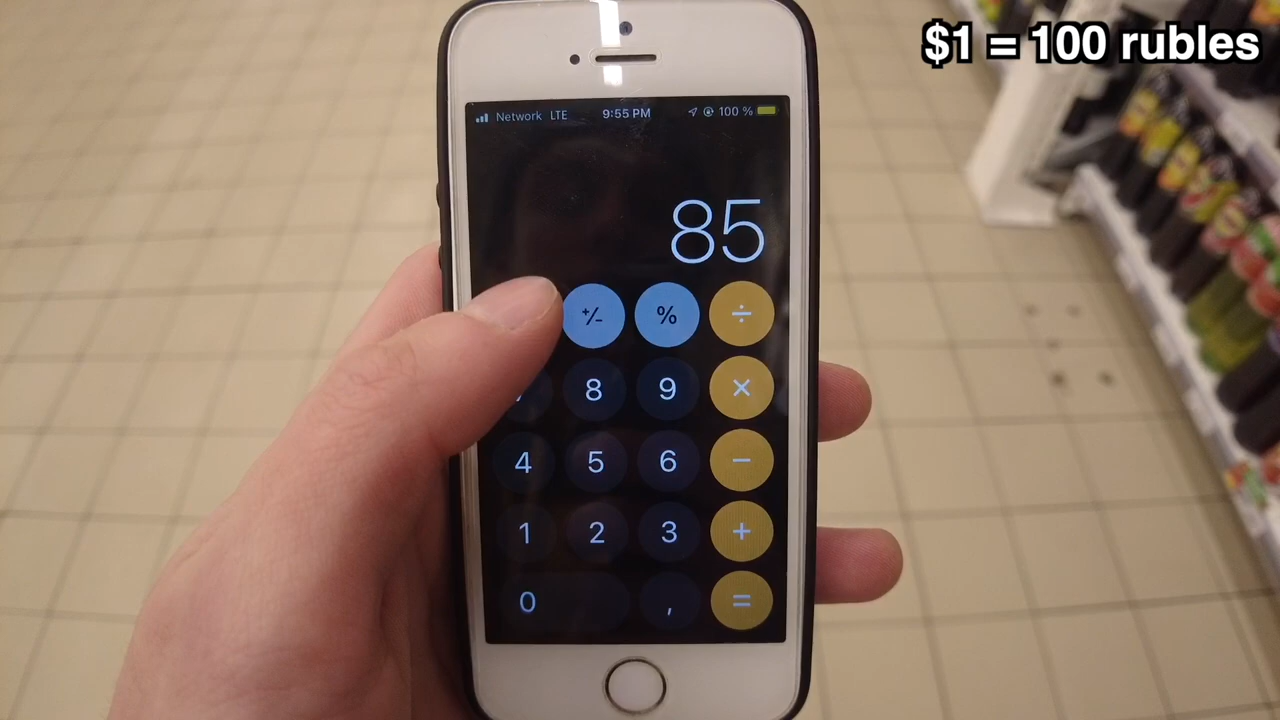 $1 = 100 rubles
Network LTE 9:55 PM 100 %
85
+/- % ÷
8 9 ×
4 5 6 −
1 2 3 +
0 , =